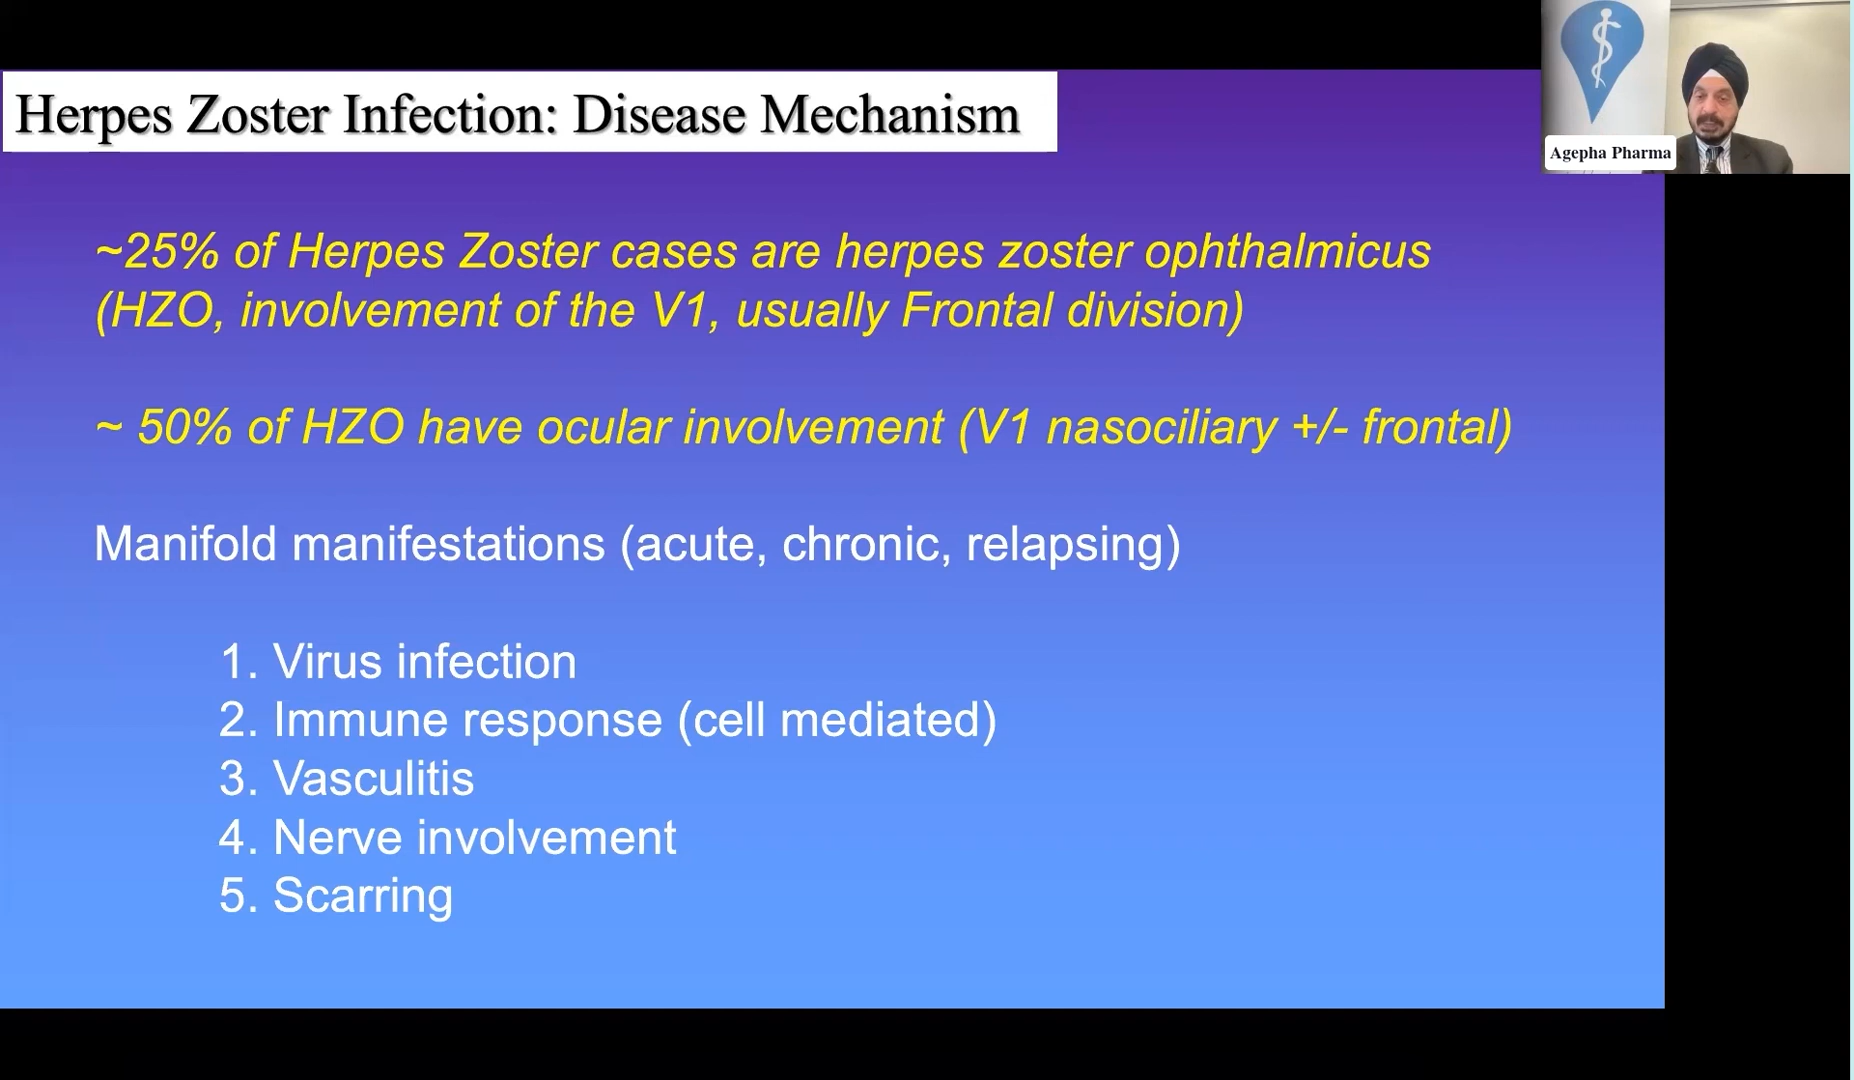 Herpes Zoster Infection: Disease Mechanism
Agepha Pharma
~25% of Herpes Zoster cases are herpes zoster ophthalmicus
(HZO, involvement of the V1, usually Frontal division)
~ 50% of HZO have ocular involvement (V1 nasociliary +/- frontal)
Manifold manifestations (acute, chronic, relapsing)
1. Virus infection
2. Immune response (cell mediated)
3. Vasculitis
4. Nerve involvement
5. Scarring